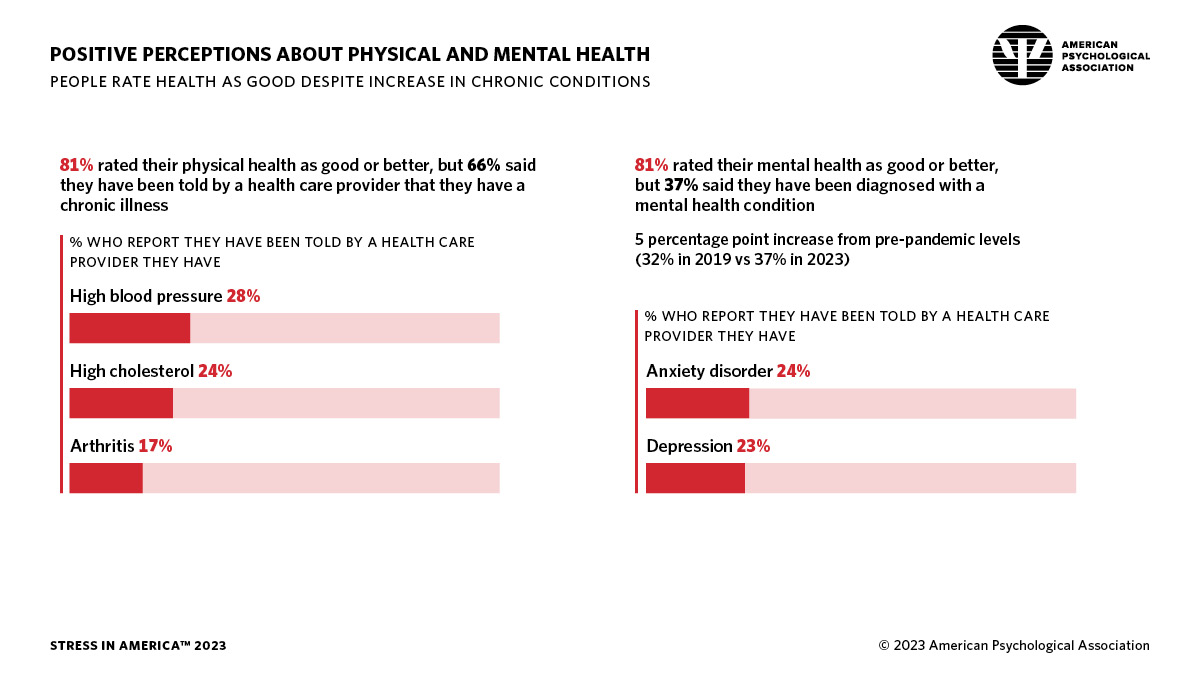 POSITIVE PERCEPTIONS ABOUT PHYSICAL AND MENTAL HEALTH
PEOPLE RATE HEALTH AS GOOD DESPITE INCREASE IN CHRONIC CONDITIONS
AMERICAN
PSYCHOLOGICAL
ASSOCIATION
81% rated their physical health as good or better, but 66% said
they have been told by a health care provider that they have a
chronic illness
% WHO REPORT THEY HAVE BEEN TOLD BY A HEALTH CARE
PROVIDER THEY HAVE
High blood pressure 28%
High cholesterol 24%
Arthritis 17%
81% rated their mental health as good or better,
but 37% said they have been diagnosed with a
mental health condition
5 percentage point increase from pre-pandemic levels
(32% in 2019 vs 37% in 2023)
% WHO REPORT THEY HAVE BEEN TOLD BY A HEALTH CARE
PROVIDER THEY HAVE
Anxiety disorder 24%
Depression 23%
STRESS IN AMERICA™ 2023
© 2023 American Psychological Association